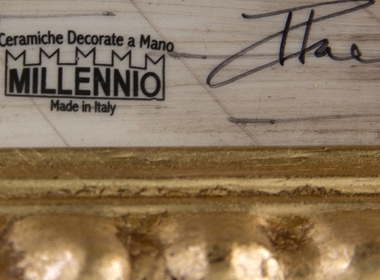 Ceramiche Decorate a Mano
MILLENNIO
Made in Italy